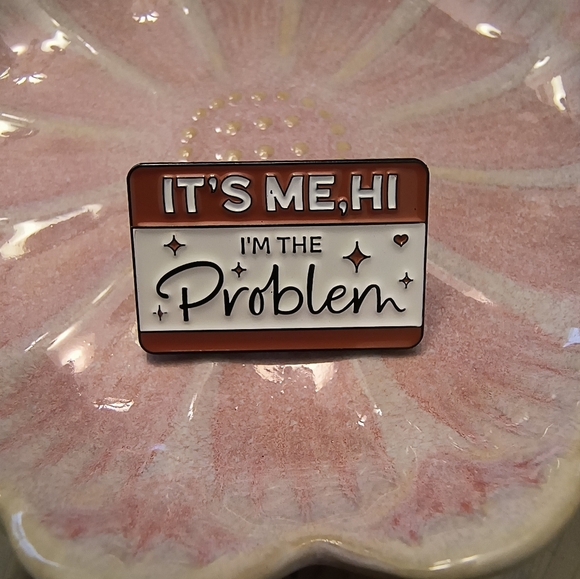 IT'S ME,HI
I'M THE
Problem